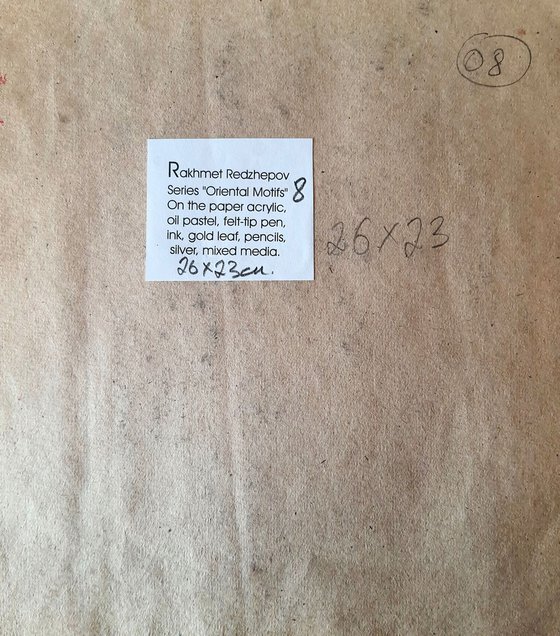 08
Rakhmet Redzhepov
Series "Oriental Motifs" 8
On the paper acrylic,
oil pastel, felt-tip pen,
ink, gold leaf, pencils,
silver, mixed media.
26x23см.
26x23